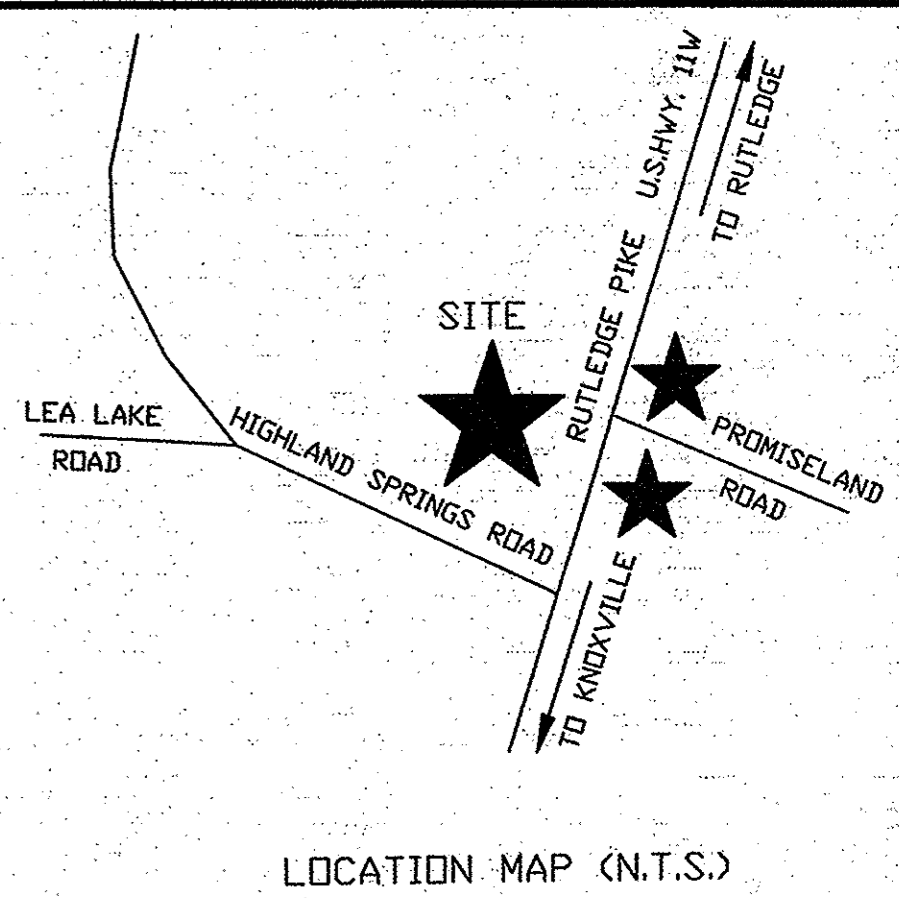 RUTLEDGE PIKE U.S.HWY. 11W
TO RUTLEDGE
SITE
LEA LAKE
ROAD
HIGHLAND SPRINGS ROAD
PROMISELAND
ROAD
TO KNOXVILLE
LOCATION MAP (N.T.S.)